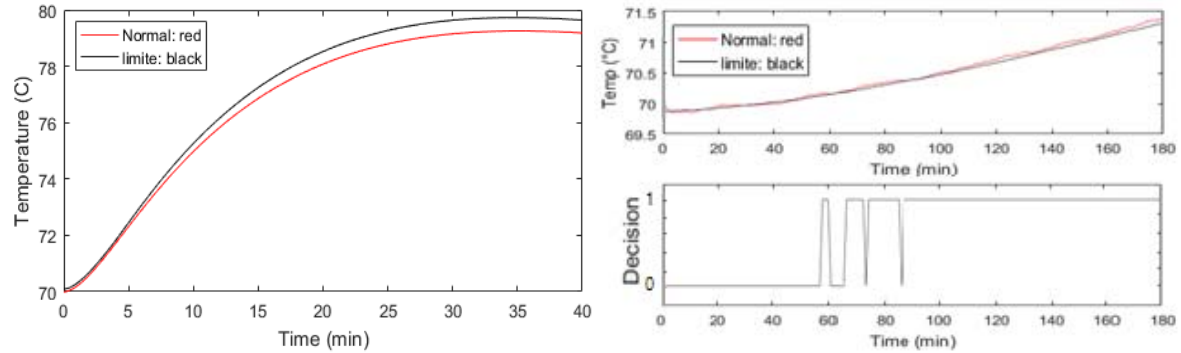 80
78
76
74
72
70
Temperature (C)
Normal: red
limite: black
0 5 10 15 20 25 30 35 40
Time (min)
71.5
71
70.5
70
69.5
Temp (°C)
Normal: red
limite: black
0 20 40 60 80 100 120 140 160 180
Time (min)
1
0
Decision
0 20 40 60 80 100 120 140 160 180
Time (min)